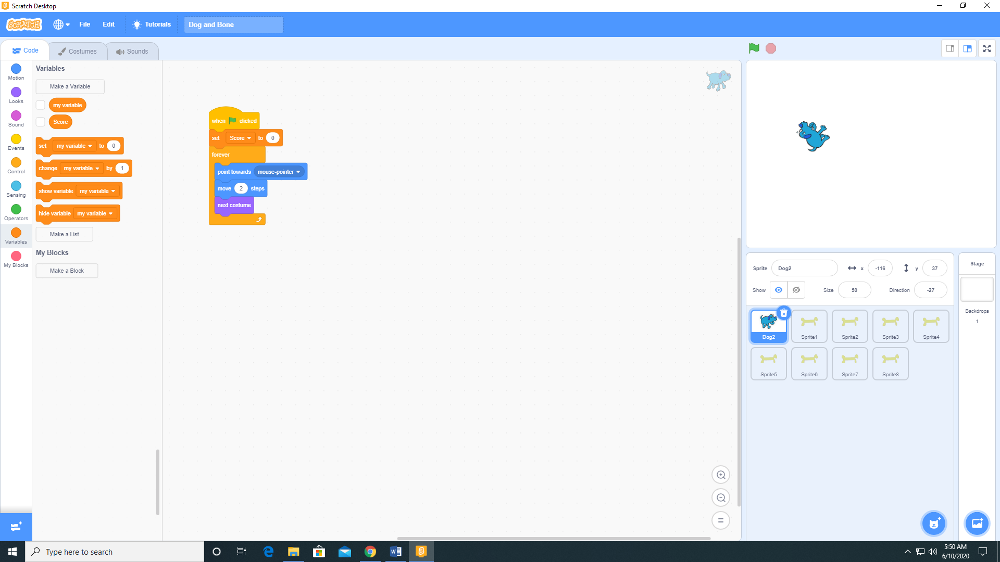 Scratch Desktop
SCRATCH File Edit Tutorials Dog and Bone
Code Costumes Sounds
Motion
Looks
Sound
Events
Control
Sensing
Operators
Variables
My Blocks
Variables
Make a Variable
my variable
Score
set my variable to 0
change my variable by 1
show variable my variable
hide variable my variable
Make a List
My Blocks
Make a Block
when clicked
set Score to 0
forever
point towards mouse-pointer
move 2 steps
next costume
Sprite Dog2 x -116 y 37
Show Size 50 Direction -27
Dog2 Sprite1 Sprite2 Sprite3 Sprite4
Sprite5 Sprite6 Sprite7 Sprite8
Stage
Backdrops
1
Type here to search
W
5:50 AM
6/10/2020